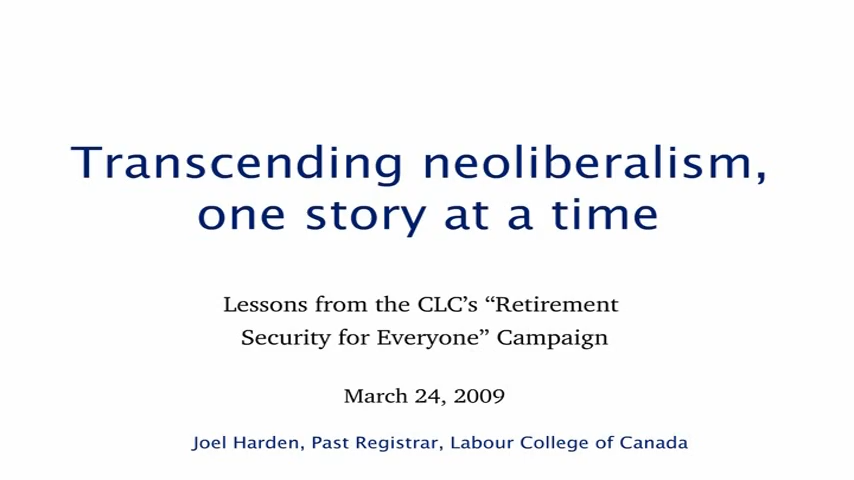 Transcending neoliberalism,
one story at a time
Lessons from the CLC’s “Retirement
Security for Everyone” Campaign
March 24, 2009
Joel Harden, Past Registrar, Labour College of Canada